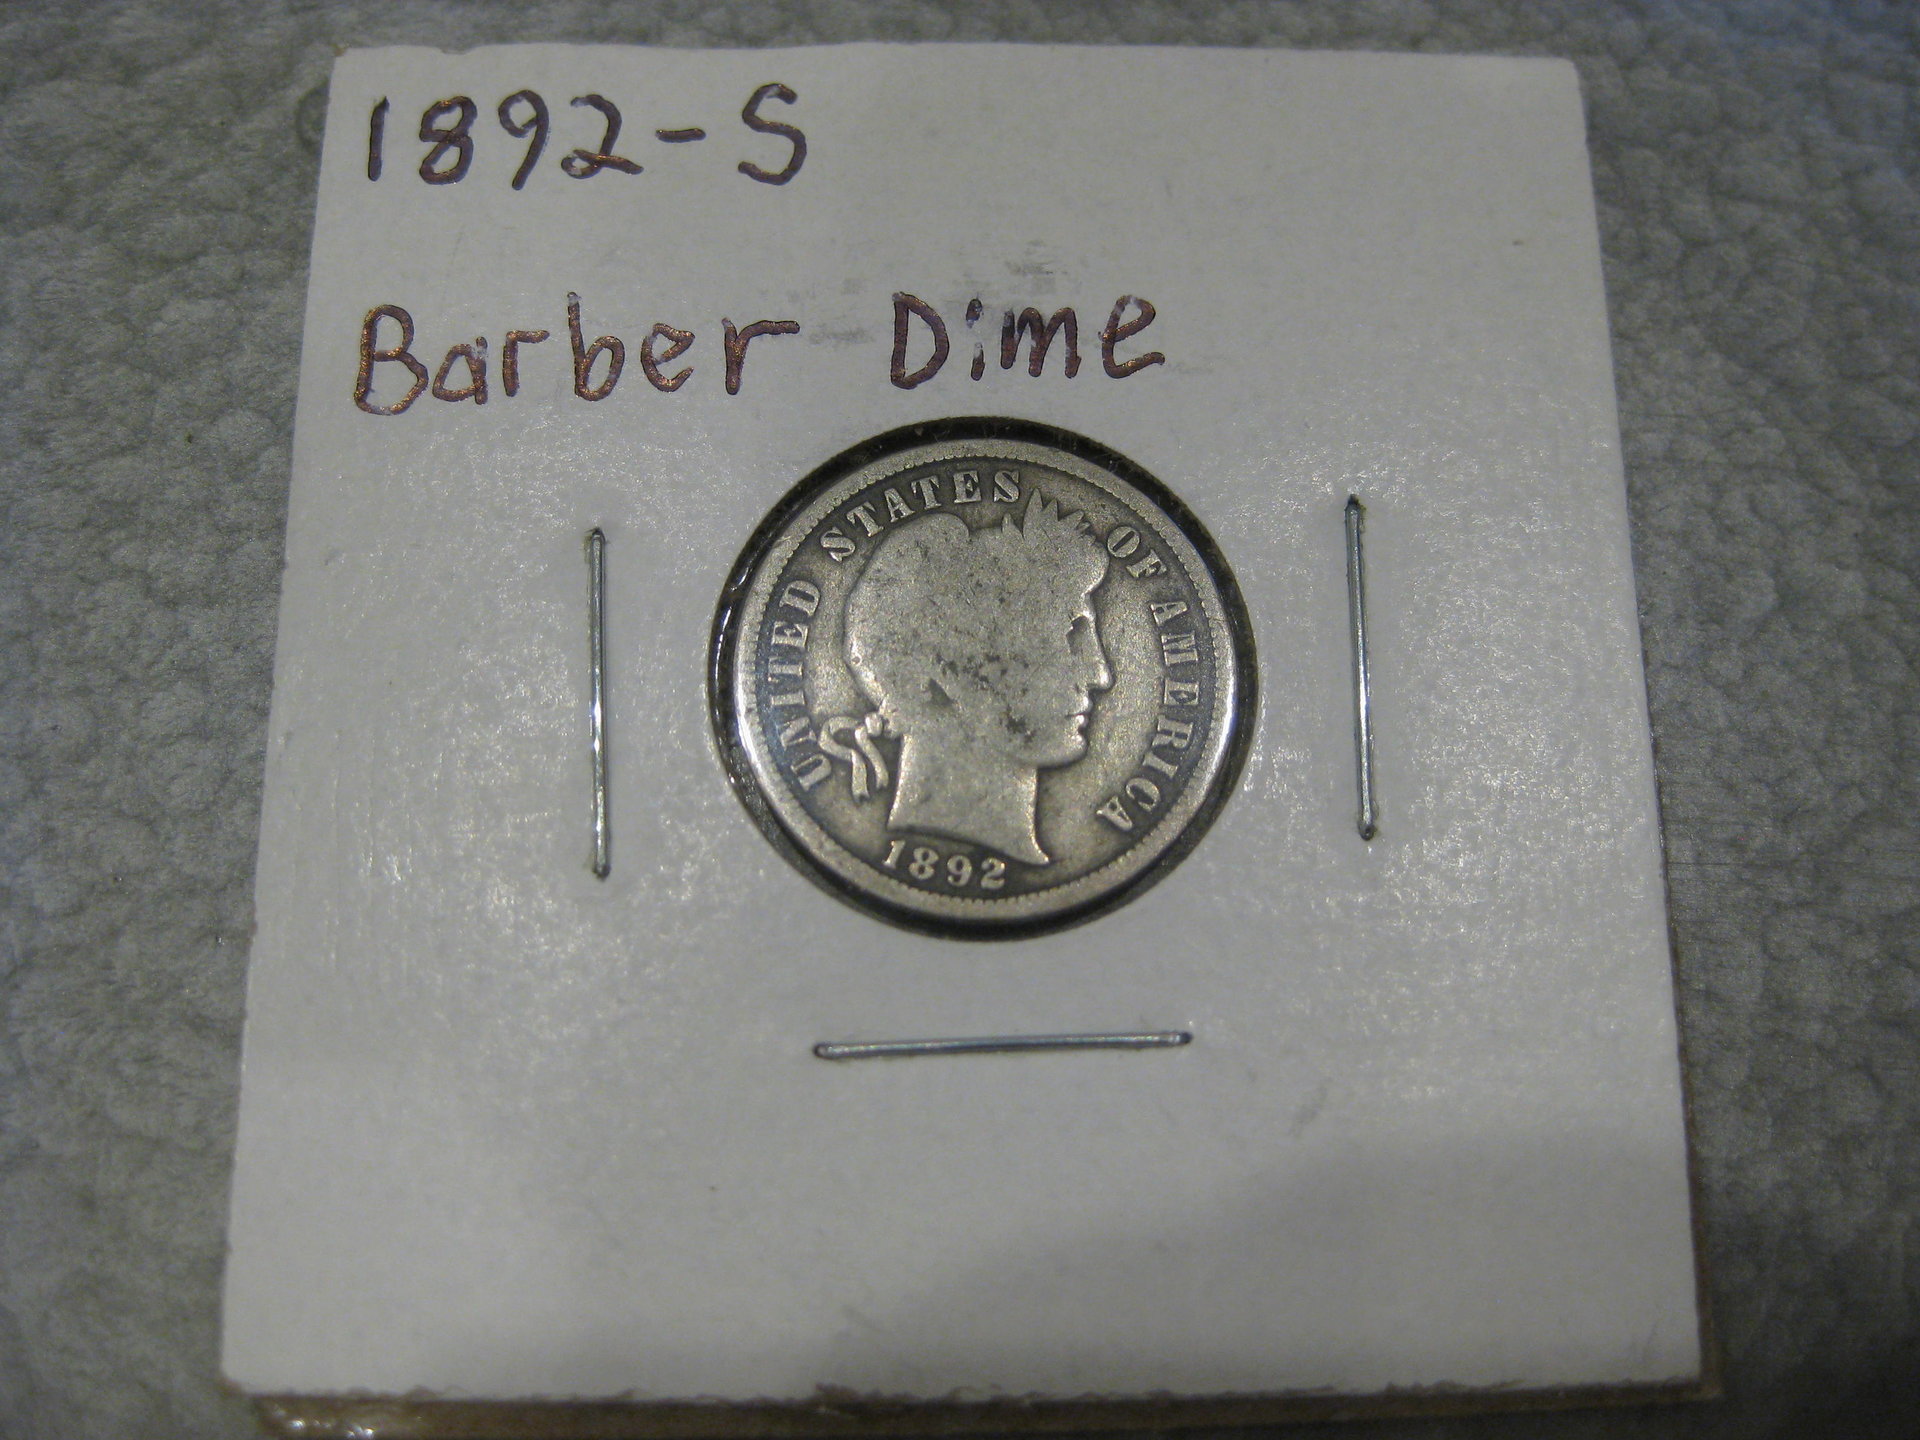 1892-S
Barber Dime
UNITED STATES OF AMERICA
1892